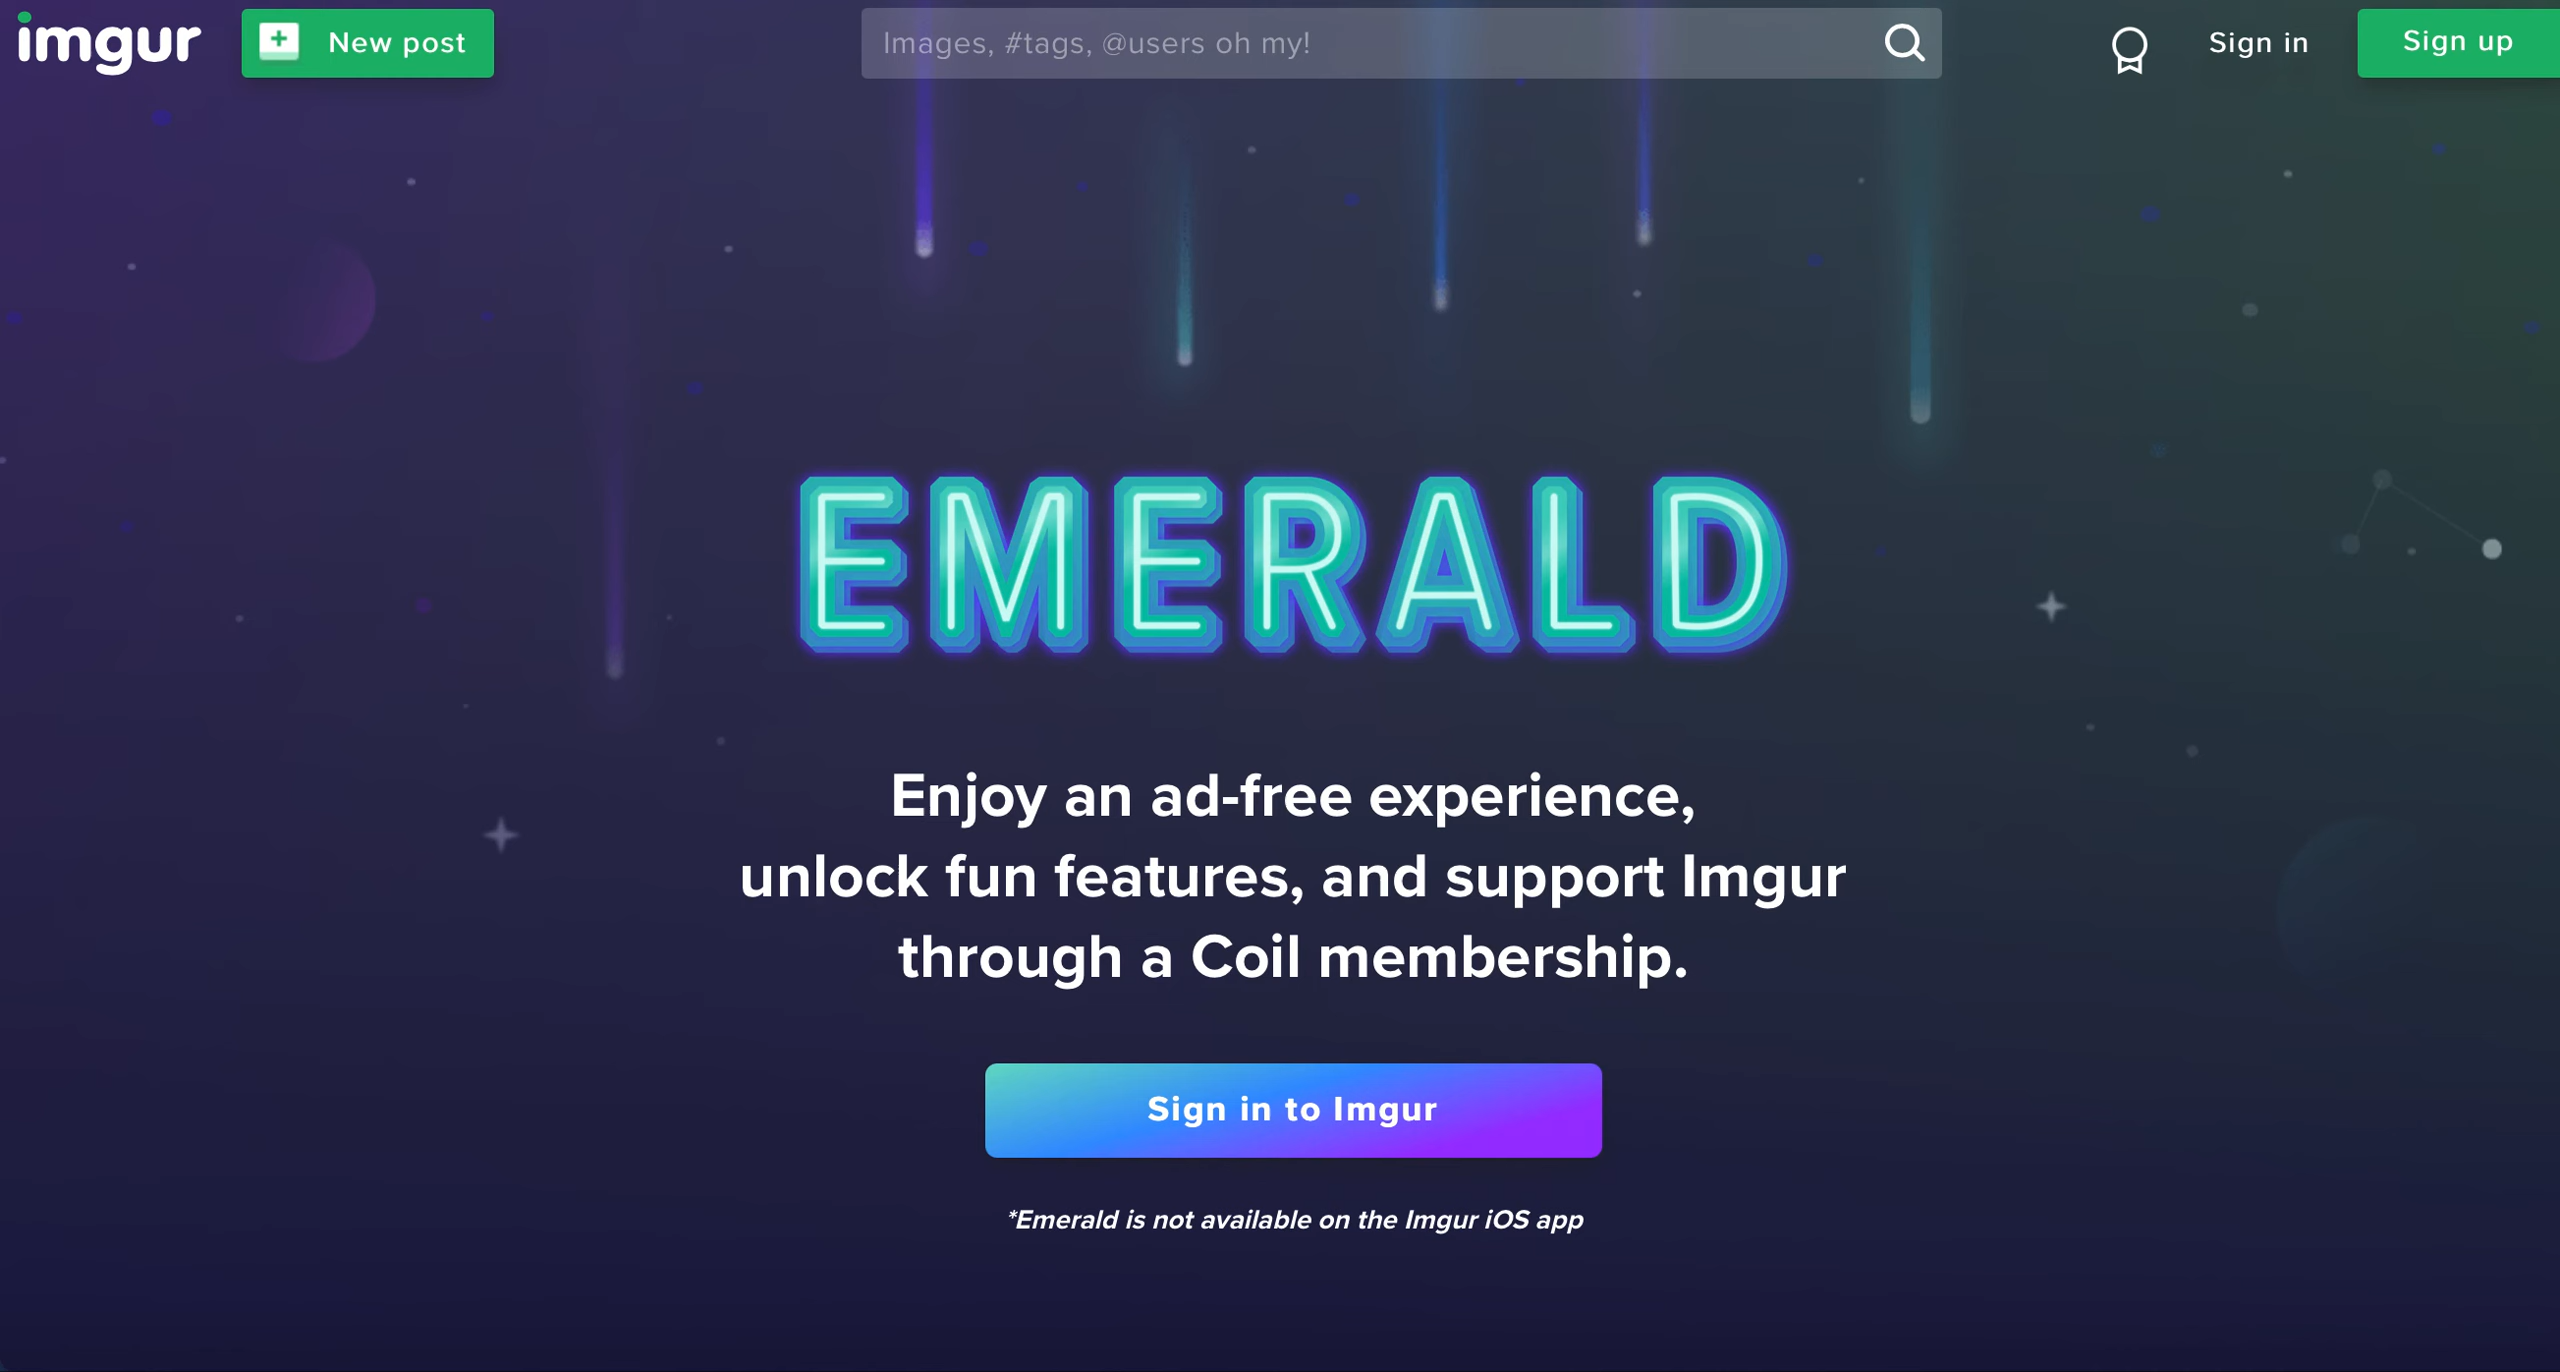 imgur
New post
Images, #tags, @users oh my!
Sign in
Sign up
EMERALD
Enjoy an ad-free experience,
unlock fun features, and support Imgur
through a Coil membership.
Sign in to Imgur
*Emerald is not available on the Imgur iOS app